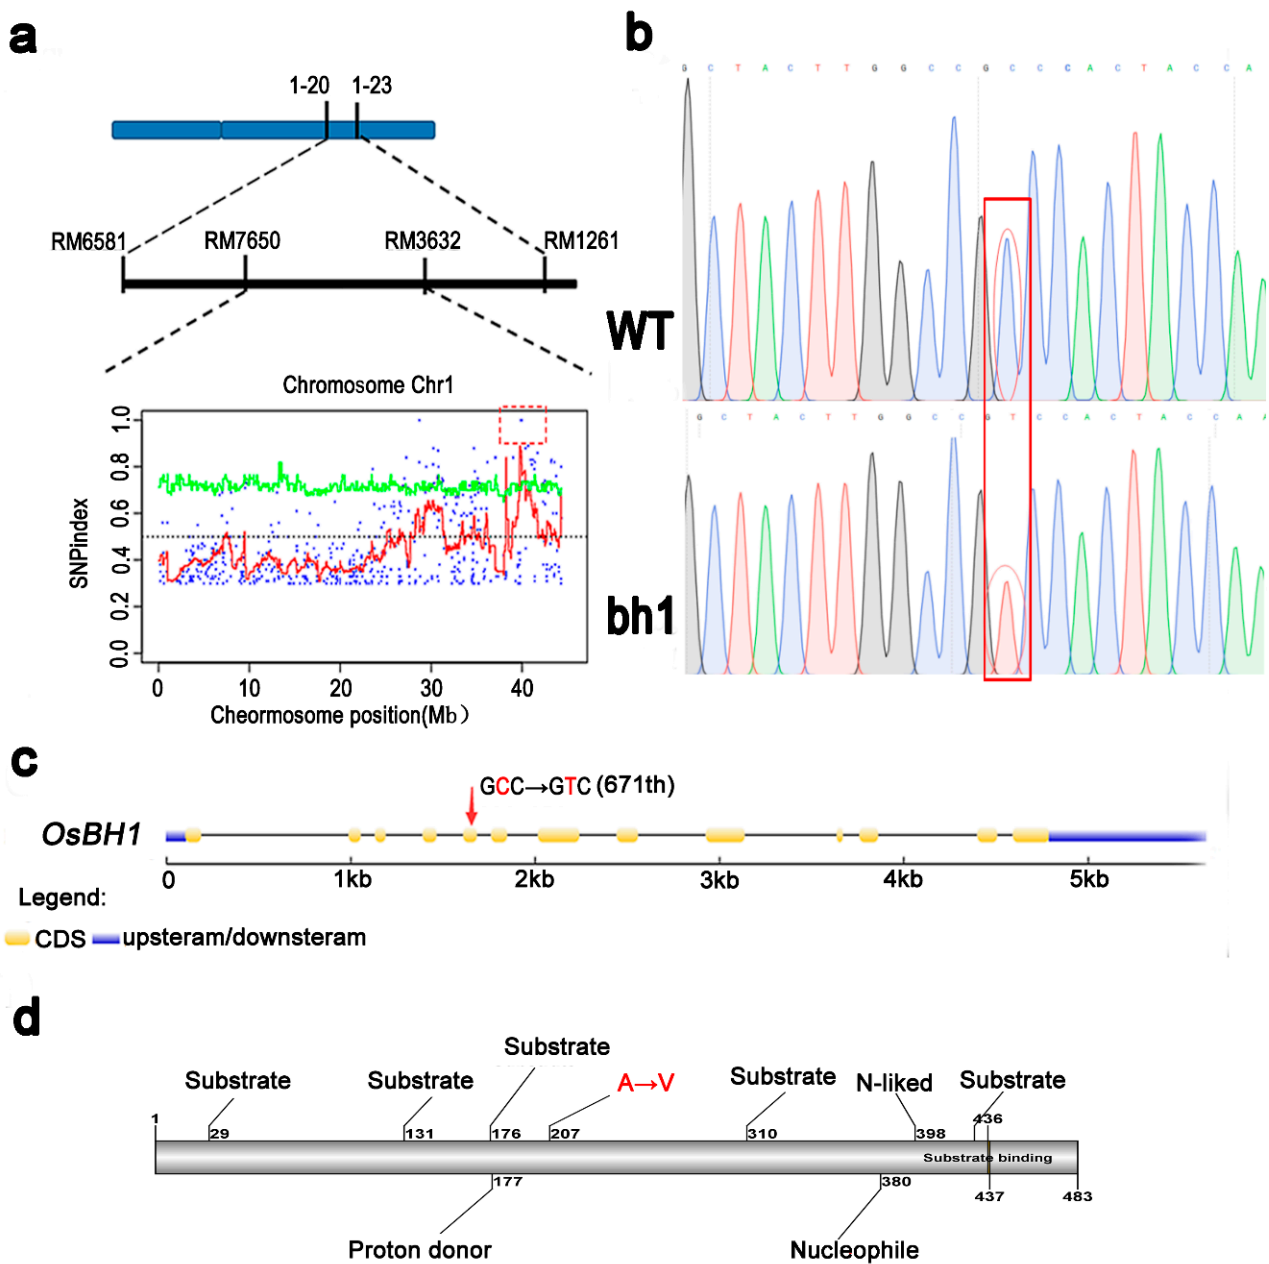 a
1-20 1-23
RM6581 RM7650 RM3632 RM1261
Chromosome Chr1
SNPindex
1.0
0.8
0.6
0.4
0.2
0.0
0 10 20 30 40
Cheormosome position(Mb)
b
G C T A C T T G G C C G C C C A C T A C C A
WT
G C T A C T T G G C C G T C C A C T A C C A A
bh1
c
GCC→GTC (671th)
OsBH1
0 1kb 2kb 3kb 4kb 5kb
Legend:
CDS upsteram/downsteram
d
Substrate
Substrate Substrate A→V Substrate N-liked Substrate
1 29 131 176 207 310 398 436
Substrate binding
177 380 437 483
Proton donor Nucleophile